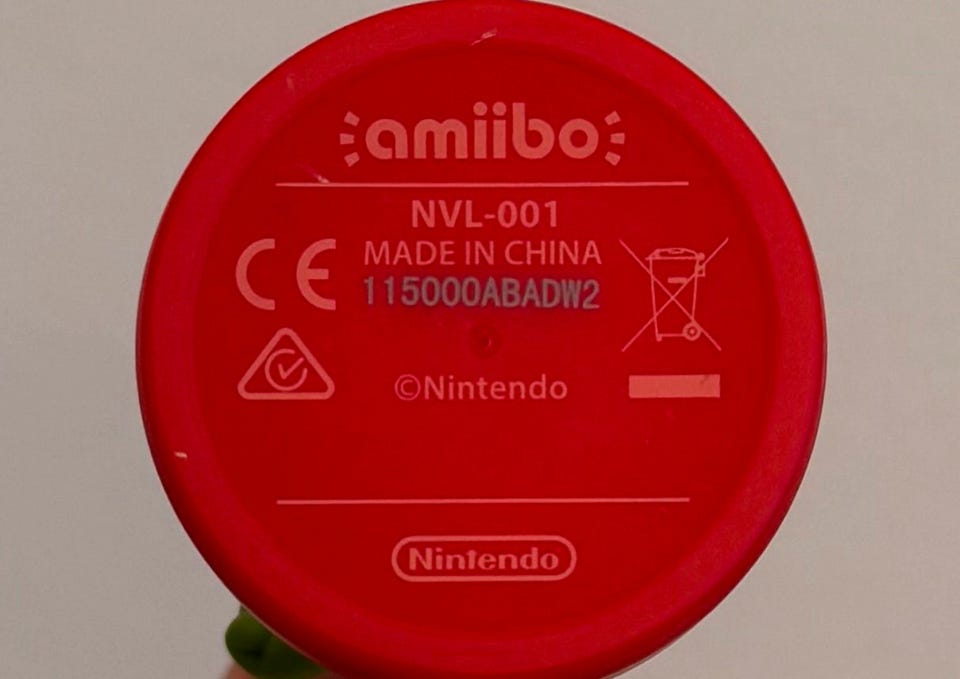 amiibo
NVL-001
MADE IN CHINA
CE
115000ABADW2
©Nintendo
Nintendo